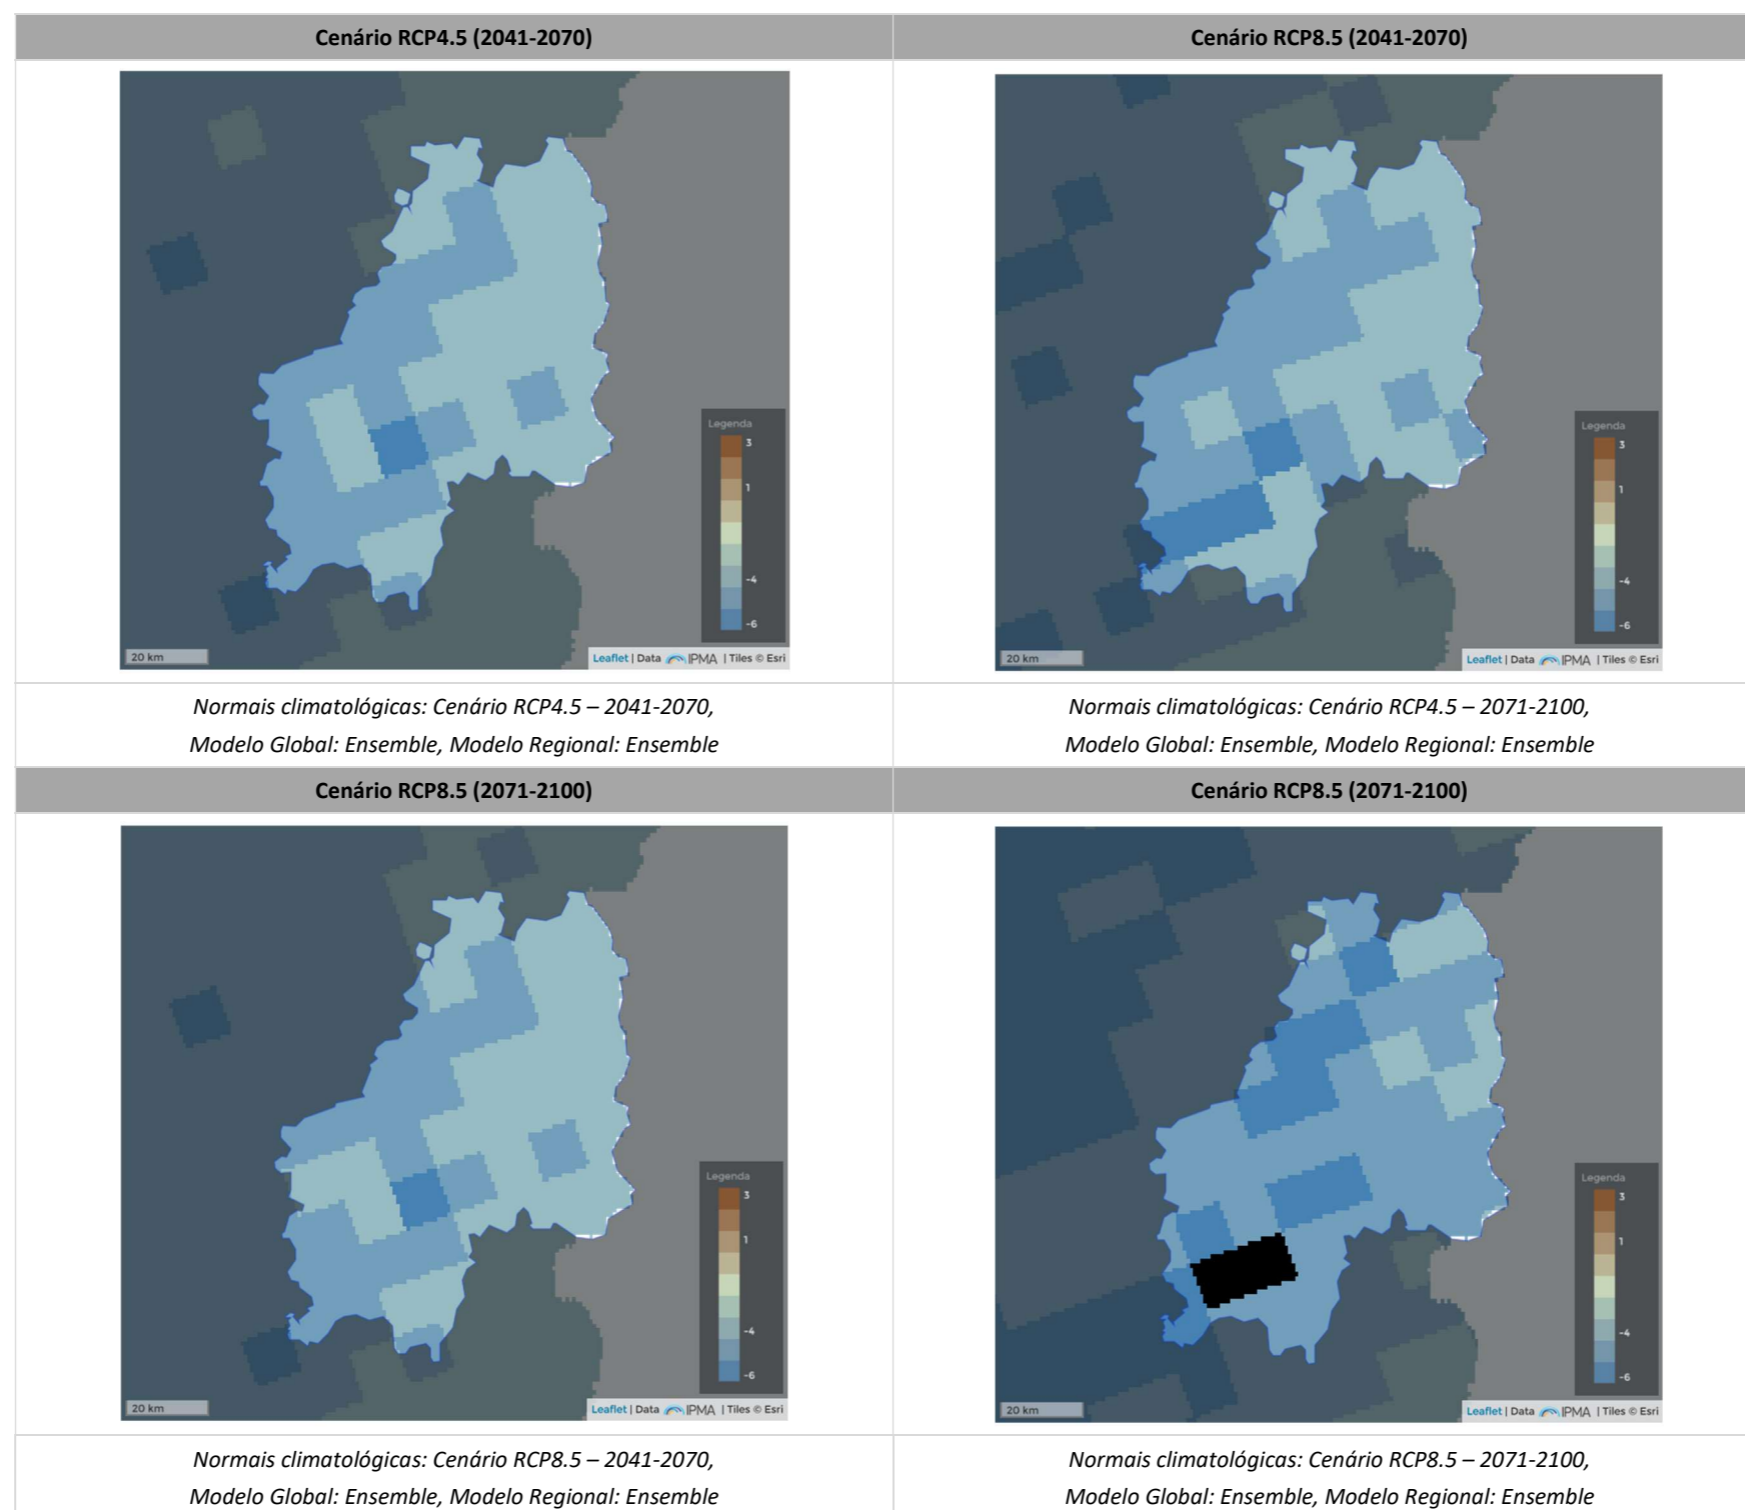 Cenário RCP4.5 (2041-2070)
Cenário RCP8.5 (2041-2070)
Legenda
3
1
-4
-6
20 km
Leaflet | Data IPMA | Tiles © Esri
Legenda
3
1
-4
-6
20 km
Leaflet | Data IPMA | Tiles © Esri
Normais climatológicas: Cenário RCP4.5 – 2041-2070,
Modelo Global: Ensemble, Modelo Regional: Ensemble
Normais climatológicas: Cenário RCP4.5 – 2071-2100,
Modelo Global: Ensemble, Modelo Regional: Ensemble
Cenário RCP8.5 (2071-2100)
Cenário RCP8.5 (2071-2100)
Legenda
3
1
-4
-6
20 km
Leaflet | Data IPMA | Tiles © Esri
Legenda
3
1
-4
-6
20 km
Leaflet | Data IPMA | Tiles © Esri
Normais climatológicas: Cenário RCP8.5 – 2041-2070,
Modelo Global: Ensemble, Modelo Regional: Ensemble
Normais climatológicas: Cenário RCP8.5 – 2071-2100,
Modelo Global: Ensemble, Modelo Regional: Ensemble